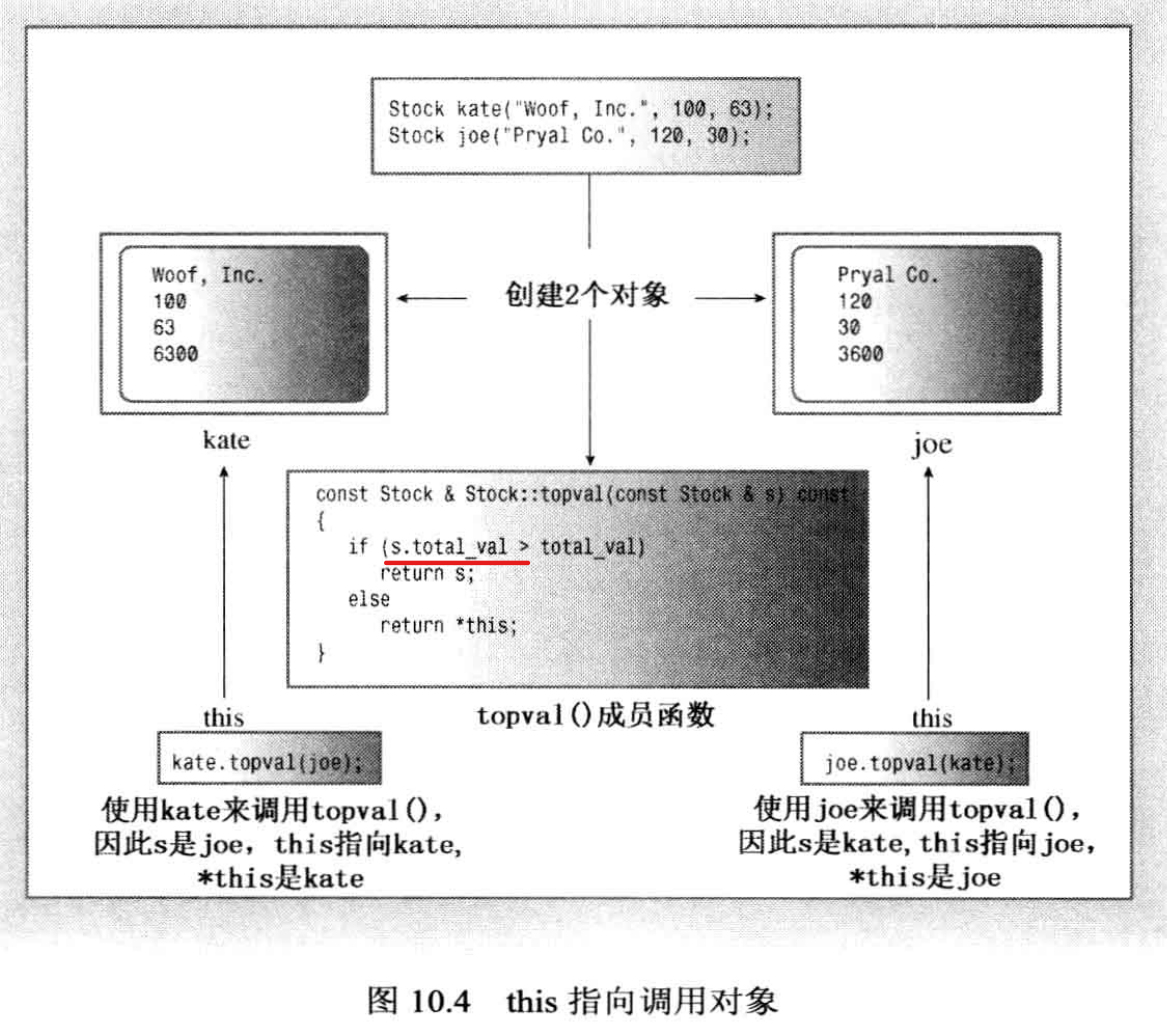 Stock kate("Woof, Inc.", 100, 63);
Stock joe("Pryal Co.", 120, 30);
Woof, Inc.
100
63
6300
创建2个对象
Pryal Co.
120
30
3600
kate
joe
const Stock & Stock::topval(const Stock & s) const
{
if (s.total_val > total_val)
return s;
else
return *this;
}
topval()成员函数
this
kate.topval(joe);
使用kate来调用topval(),
因此s是joe, this指向kate,
*this是kate
this
joe.topval(kate);
使用joe来调用topval(),
因此s是kate,this指向joe,
*this是joe
图 10.4 this 指向调用对象